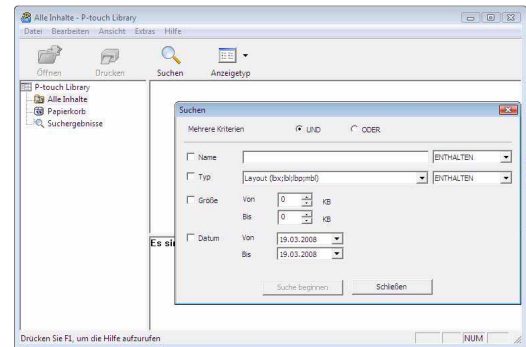 Alle Inhalte - P-touch Library
Datei Bearbeiten Ansicht Extras Hilfe
Öffnen Drucken Suchen Anzeigetyp
P-touch Library
Alle Inhalte
Papierkorb
Suchergebnisse
Es sin
Suchen
Mehrere Kriterien UND ODER
Name ENTHALTEN
Typ Layout (lbx;lbl;lbp;mbl) ENTHALTEN
Größe Von 0 KB
Bis 0 KB
Datum Von 19.03.2008
Bis 19.03.2008
Suche beginnen Schließen
Drücken Sie F1, um die Hilfe aufzurufen NUM